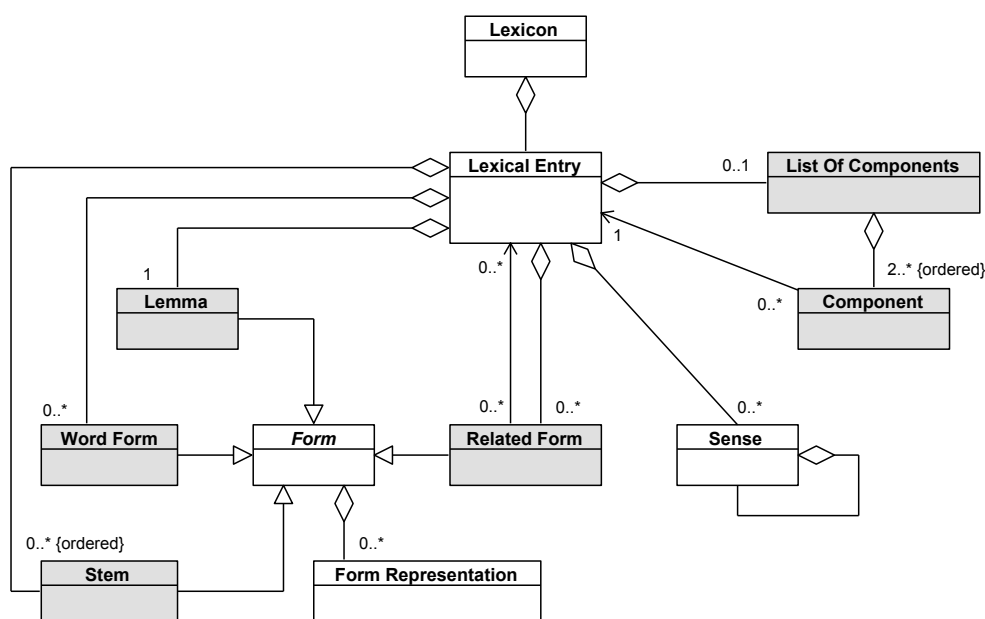 Lexicon
Lexical Entry
0..1
List Of Components
1
0..*
2..* {ordered}
1
Lemma
0..*
Component
0..*
0..*
0..*
0..*
Word Form
Form
Related Form
Sense
0..* {ordered}
0..*
Stem
Form Representation